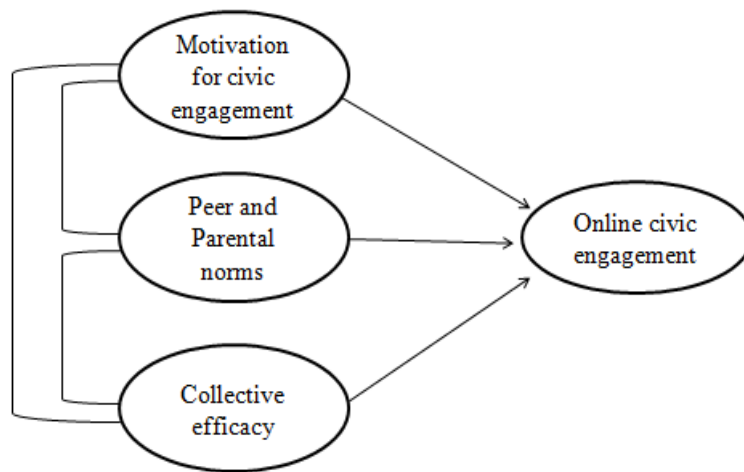 Motivation
for civic
engagement
Peer and
Parental
norms
Online civic
engagement
Collective
efficacy